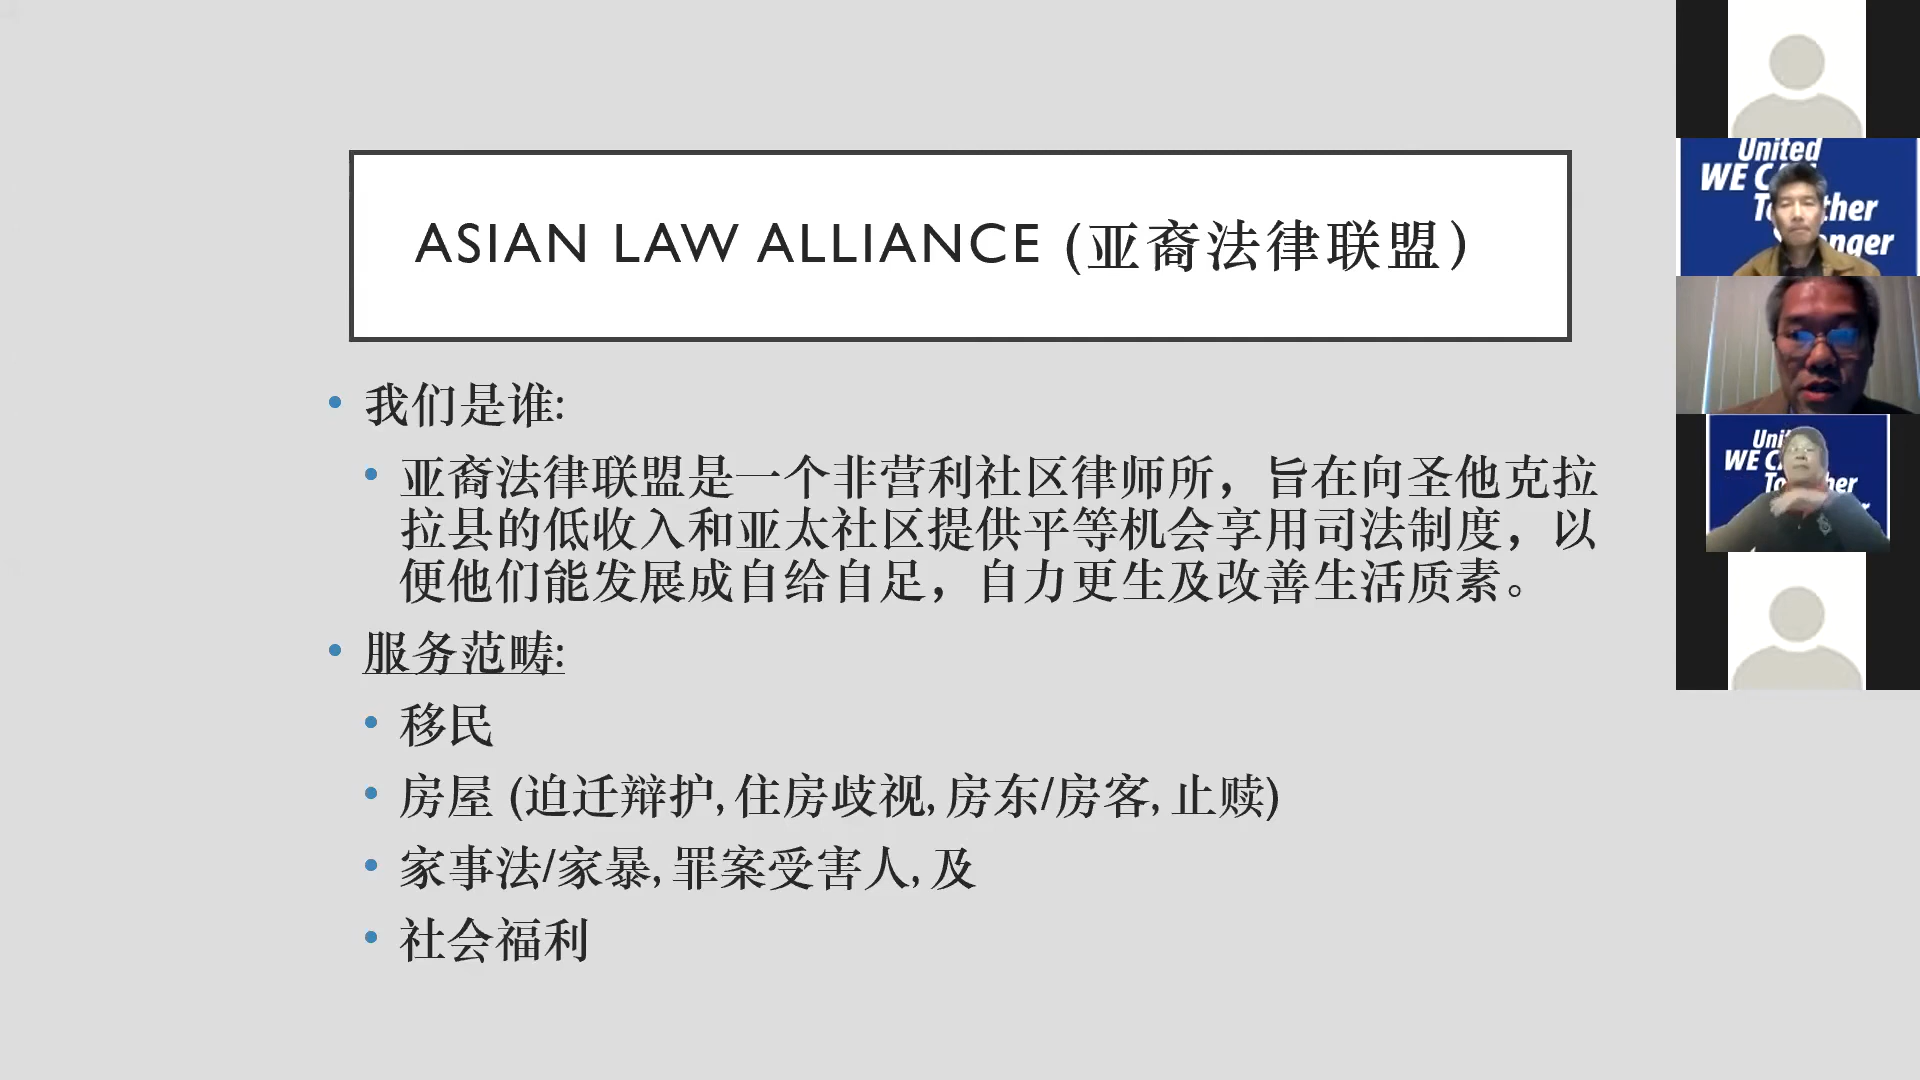 ASIAN LAW ALLIANCE (亚裔法律联盟）
• 我们是谁:
• 亚裔法律联盟是一个非营利社区律师所，旨在向圣他克拉
拉县的低收入和亚太社区提供平等机会享用司法制度，以
便他们能发展成自给自足，自力更生及改善生活质素。
• 服务范畴:
• 移民
• 房屋 (迫迁辩护, 住房歧视, 房东/房客, 止赎)
• 家事法/家暴, 罪案受害人, 及
• 社会福利
United
WE